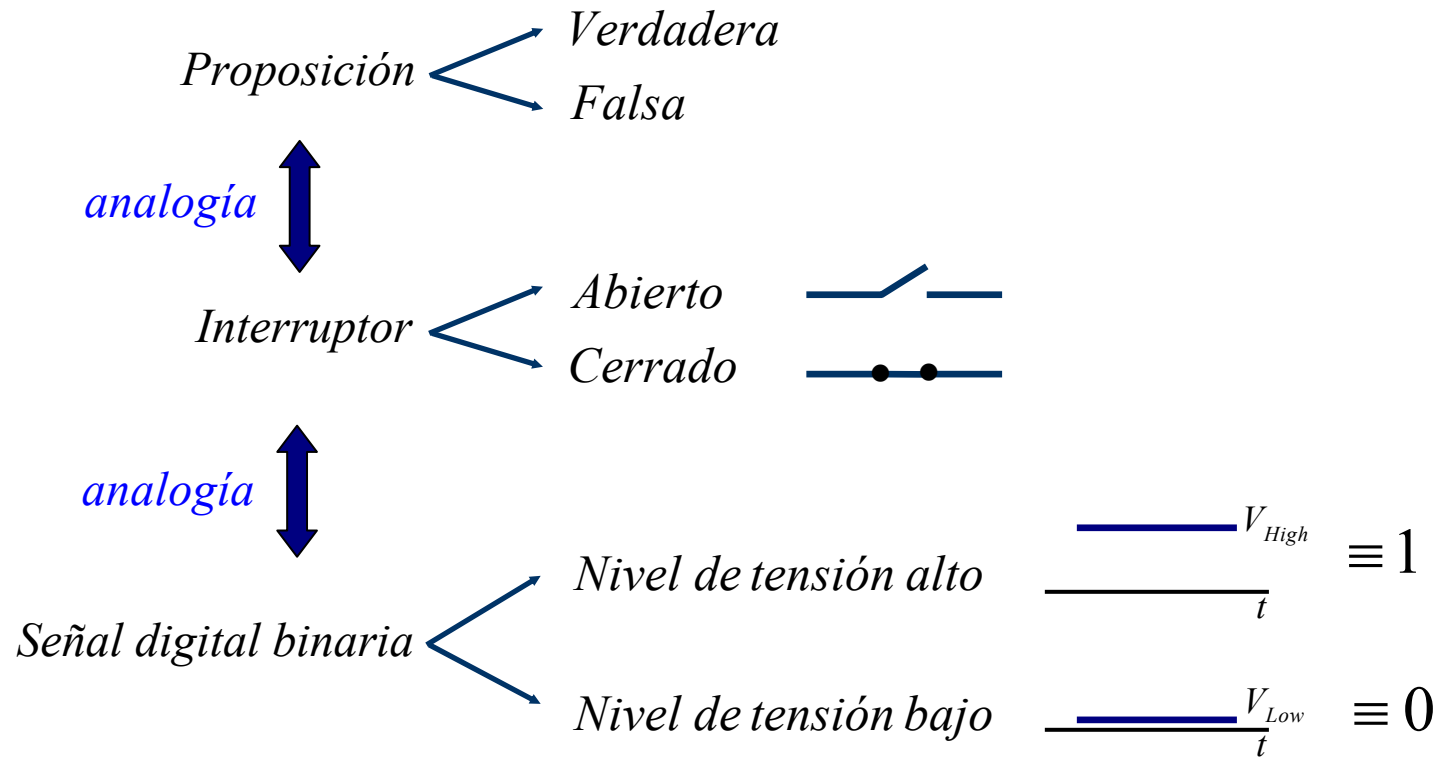 Verdadera
Proposición
Falsa
analogía
Abierto
Interruptor
Cerrado
analogía
V_High
Nivel de tensión alto ≡ 1
t
Señal digital binaria
V_Low
Nivel de tensión bajo ≡ 0
t